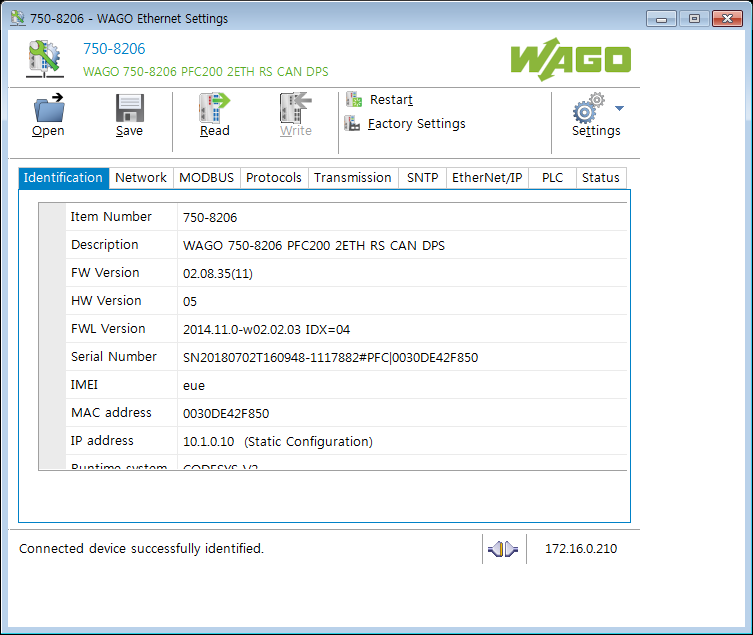 750-8206 - WAGO Ethernet Settings
750-8206
WAGO 750-8206 PFC200 2ETH RS CAN DPS
WAGO
Open
Save
Read
Write
Restart
Factory Settings
Settings
Identification Network MODBUS Protocols Transmission SNTP EtherNet/IP PLC Status
Item Number 750-8206
Description WAGO 750-8206 PFC200 2ETH RS CAN DPS
FW Version 02.08.35(11)
HW Version 05
FWL Version 2014.11.0-w02.02.03 IDX=04
Serial Number SN20180702T160948-1117882#PFC|0030DE42F850
IMEI eue
MAC address 0030DE42F850
IP address 10.1.0.10 (Static Configuration)
Runtime system CODESYS V2
Connected device successfully identified. 172.16.0.210